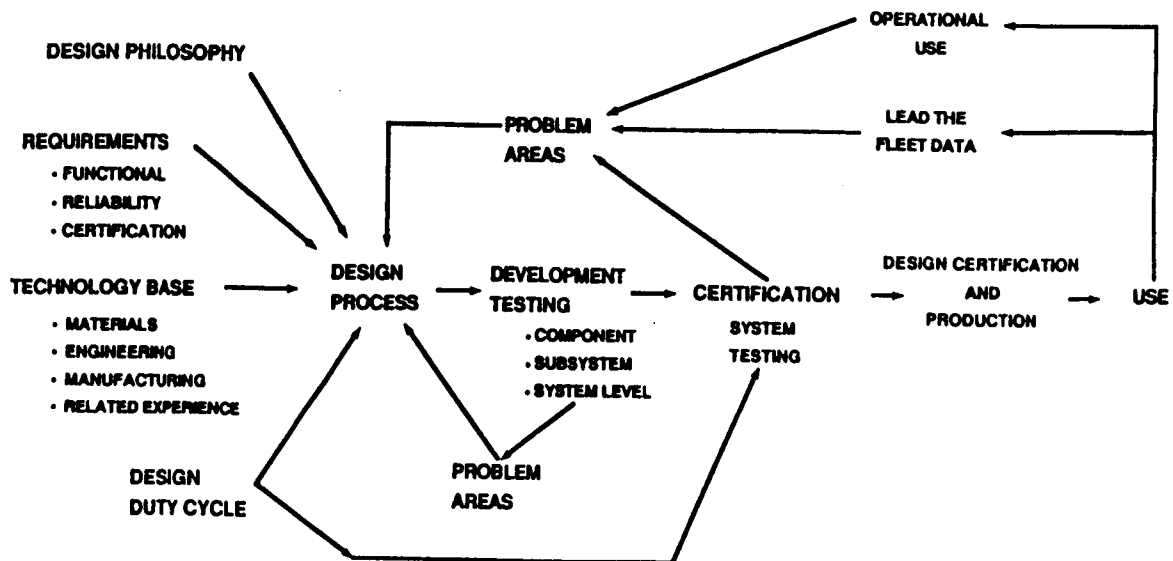 DESIGN PHILOSOPHY
REQUIREMENTS
• FUNCTIONAL
• RELIABILITY
• CERTIFICATION
TECHNOLOGY BASE
• MATERIALS
• ENGINEERING
• MANUFACTURING
• RELATED EXPERIENCE
DESIGN
DUTY CYCLE
DESIGN
PROCESS
PROBLEM
AREAS
DEVELOPMENT
TESTING
• COMPONENT
• SUBSYSTEM
• SYSTEM LEVEL
PROBLEM
AREAS
CERTIFICATION
SYSTEM
TESTING
OPERATIONAL
USE
LEAD THE
FLEET DATA
DESIGN CERTIFICATION
AND
PRODUCTION
USE